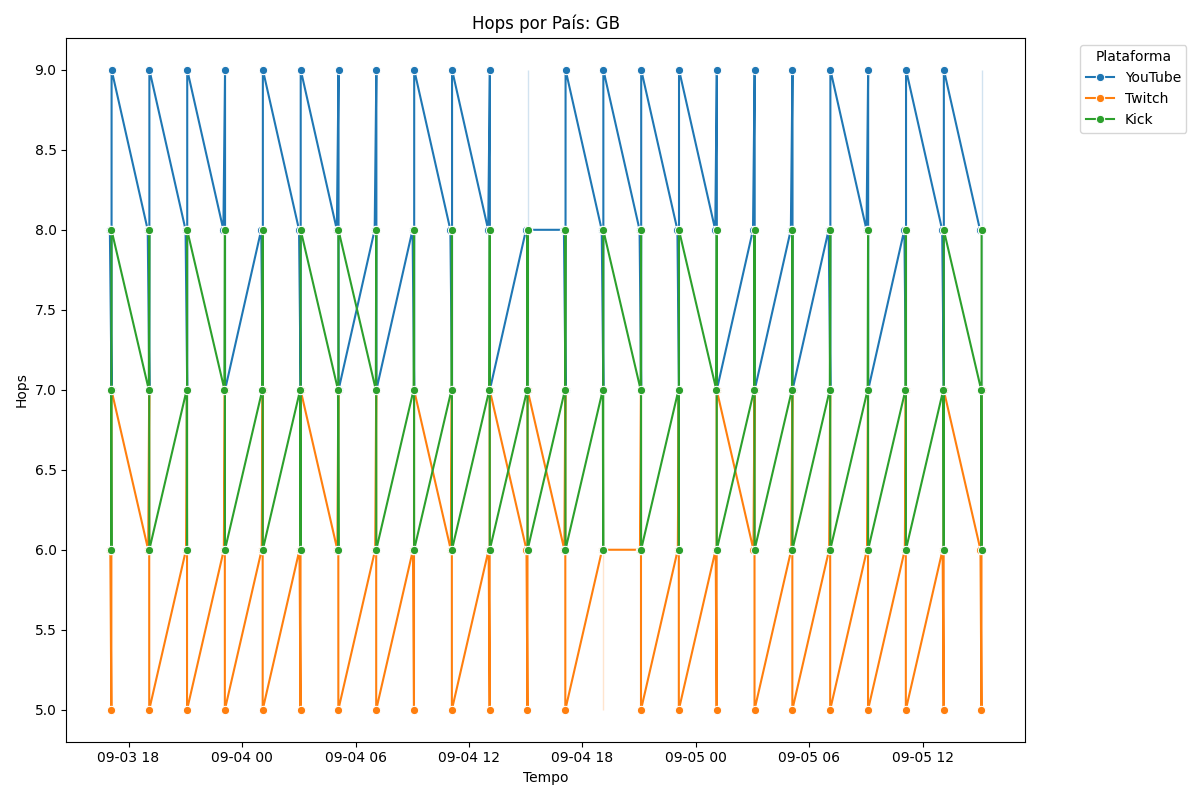 Hops por País: GB
Plataforma
YouTube
Twitch
Kick
Hops
9.0
8.5
8.0
7.5
7.0
6.5
6.0
5.5
5.0
09-03 18 09-04 00 09-04 06 09-04 12 09-04 18 09-05 00 09-05 06 09-05 12
Tempo